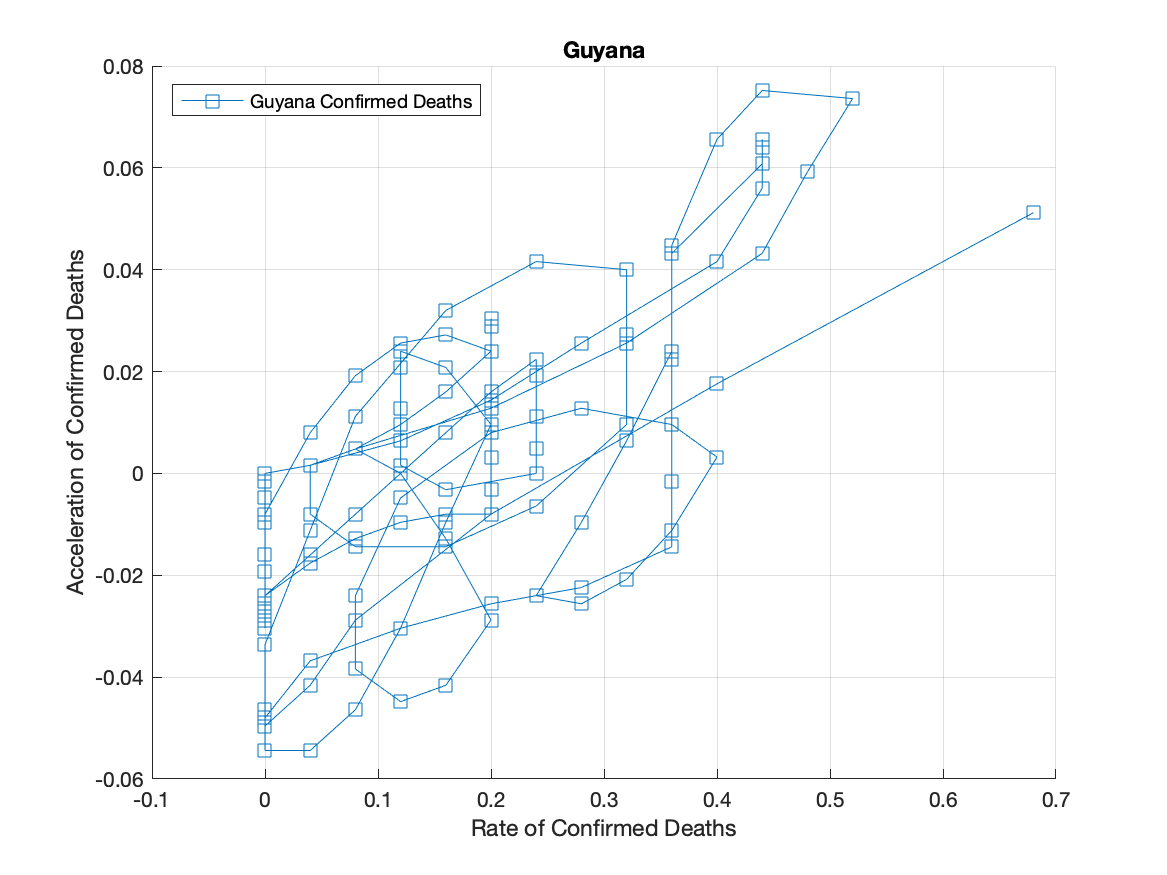 Guyana
0.08
0.06
0.04
0.02
0
-0.02
-0.04
-0.06
Guyana Confirmed Deaths
Acceleration of Confirmed Deaths
-0.1 0 0.1 0.2 0.3 0.4 0.5 0.6 0.7
Rate of Confirmed Deaths